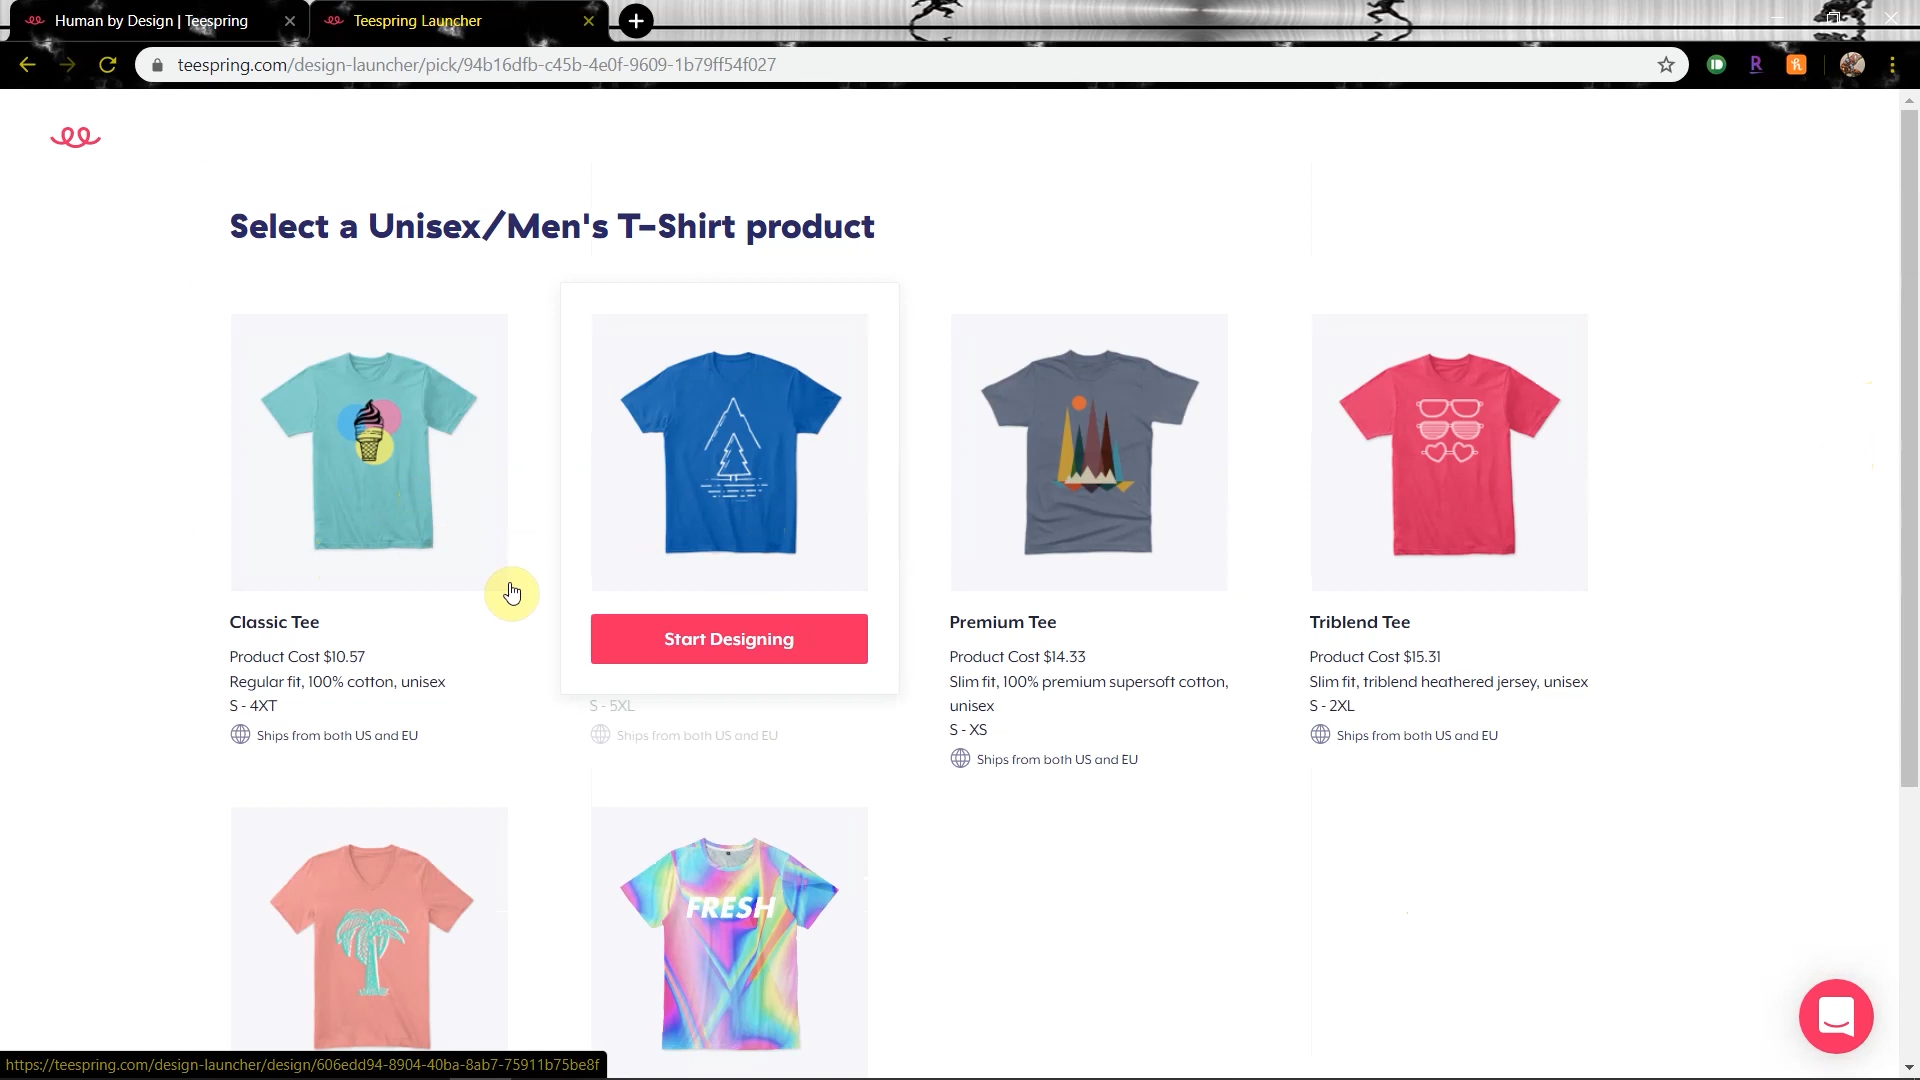 Human by Design | Teespring
Teespring Launcher
teespring.com/design-launcher/pick/94b16dfb-c45b-4e0f-9609-1b79ff54f027
Select a Unisex/Men's T-Shirt product
Classic Tee
Product Cost $10.57
Regular fit, 100% cotton, unisex
S - 4XT
Ships from both US and EU
Start Designing
S - 5XL
Ships from both US and EU
Premium Tee
Product Cost $14.33
Slim fit, 100% premium supersoft cotton,
unisex
S - XS
Ships from both US and EU
Triblend Tee
Product Cost $15.31
Slim fit, triblend heathered jersey, unisex
S - 2XL
Ships from both US and EU
FRESH
https://teespring.com/design-launcher/design/606edd94-8904-40ba-8ab7-75911b75be8f